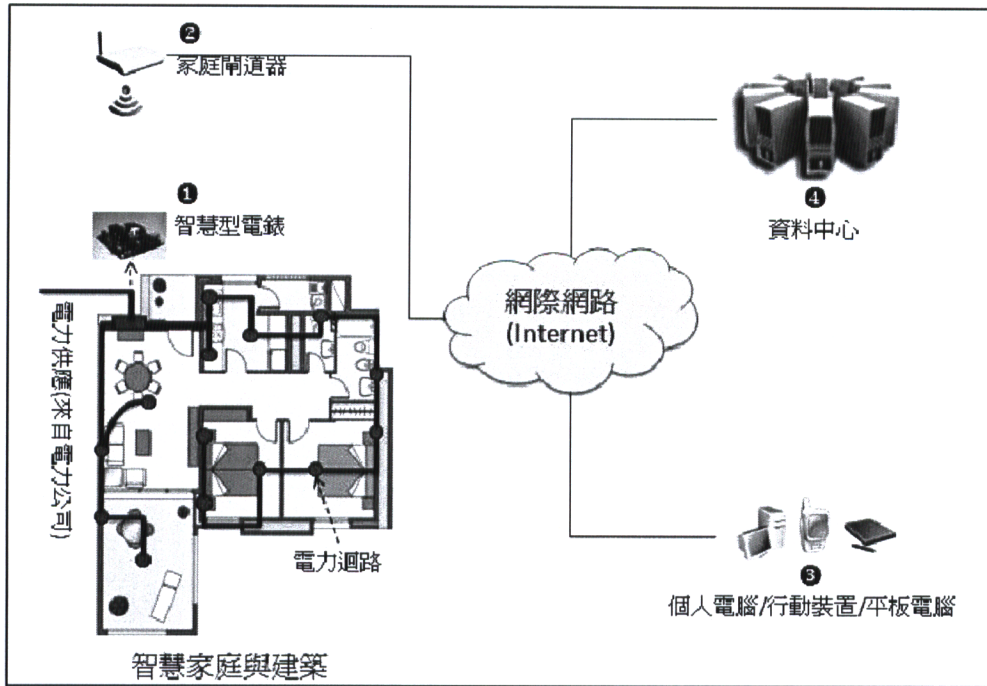 ❷
家庭閘道器
❶
智慧型電錶
電力供應(來自電力公司)
電力迴路
智慧家庭與建築
網際網路
(Internet)
❹
資料中心
❸
個人電腦/行動裝置/平板電腦